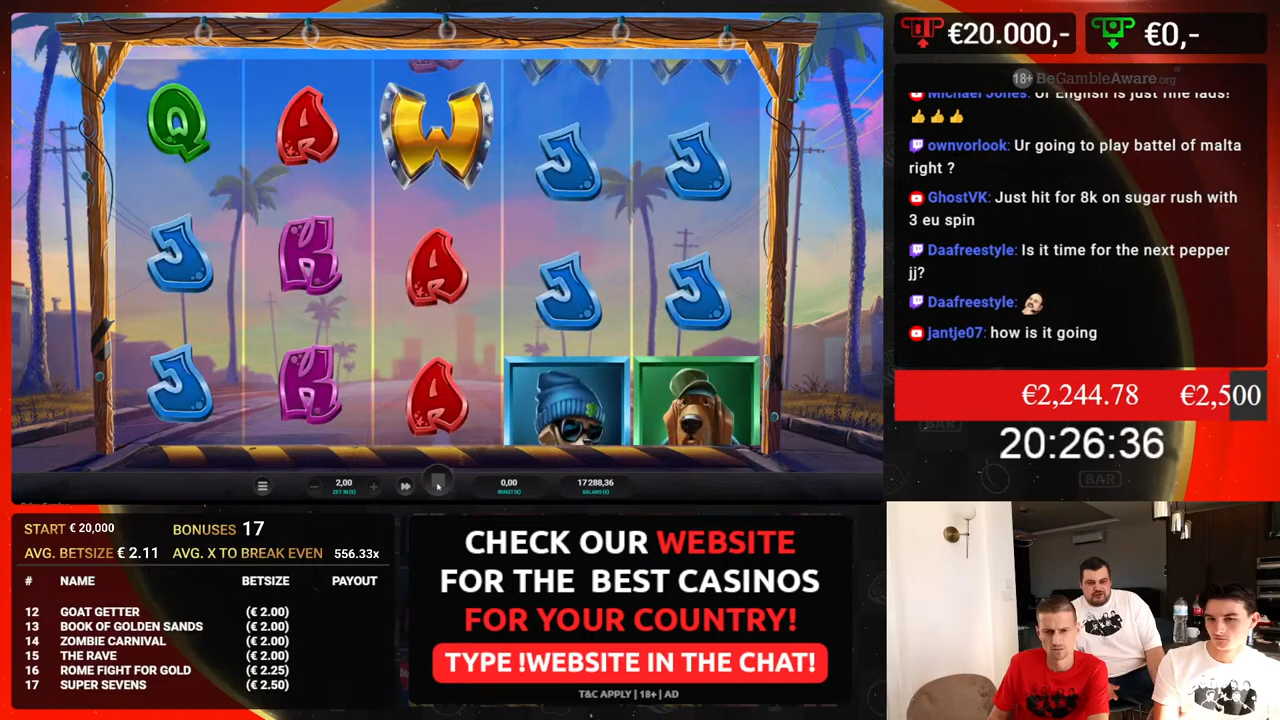 €20.000,-
€0,-
18+ BeGambleAware.org
Michael Jones: Ur English is just fine lads!
ownvorlook: Ur going to play battel of malta
right ?
GhostVK: Just hit for 8k on sugar rush with
3 eu spin
Daafreestyle: Is it time for the next pepper
jj?
Daafreestyle:
jantje07: how is it going
€2,244.78 €2,500
20:26:36
BAR
Q A W J J
J K A J J
J K A
2,00 0,00 17288,36
START € 20,000 BONUSES 17
AVG. BETSIZE € 2.11 AVG. X TO BREAK EVEN 556.33x
# NAME BETSIZE PAYOUT
12 GOAT GETTER (€ 2.00)
13 BOOK OF GOLDEN SANDS (€ 2.00)
14 ZOMBIE CARNIVAL (€ 2.00)
15 THE RAVE (€ 2.00)
16 ROME FIGHT FOR GOLD (€ 2.25)
17 SUPER SEVENS (€ 2.50)
CHECK OUR WEBSITE
FOR THE BEST CASINOS
FOR YOUR COUNTRY!
TYPE !WEBSITE IN THE CHAT!
T&C APPLY | 18+ | AD